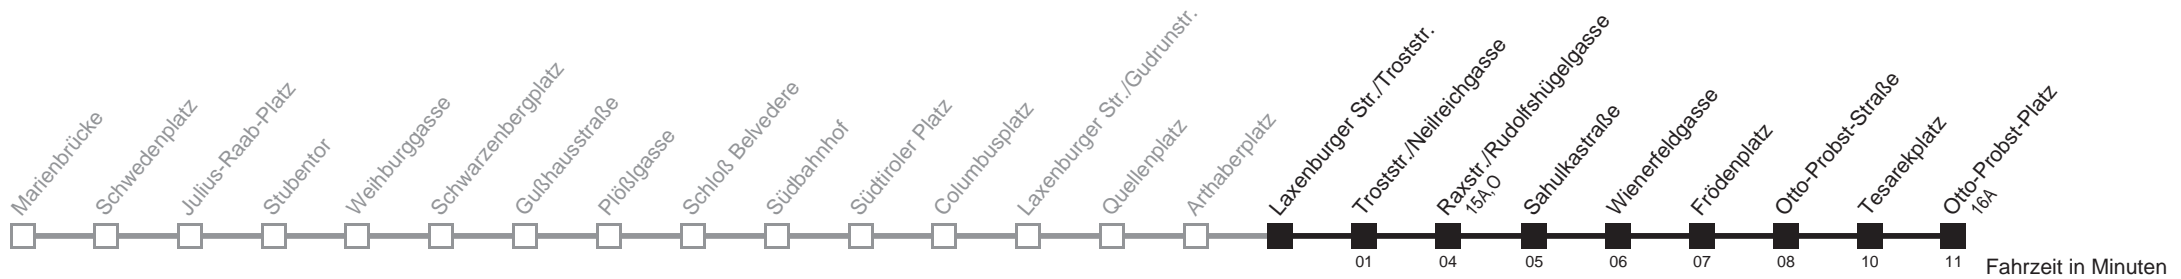 Marienbrücke
Schwedenplatz
Julius-Raab-Platz
Stubentor
Weihburggasse
Schwarzenbergplatz
Gußhausstraße
Plößlgasse
Schloß Belvedere
Südbahnhof
Südtiroler Platz
Columbusplatz
Laxenburger Str./Gudrunstr.
Quellenplatz
Arthaberplatz
Laxenburger Str./Troststr.
Troststr./Neilreichgasse
Raxstr./Rudolfshügelgasse
15A,O
Sahulkastraße
Wienerfeldgasse
Frödenplatz
Otto-Probst-Straße
Tesarekplatz
Otto-Probst-Platz
16A
01 04 05 06 07 08 10 11 Fahrzeit in Minuten